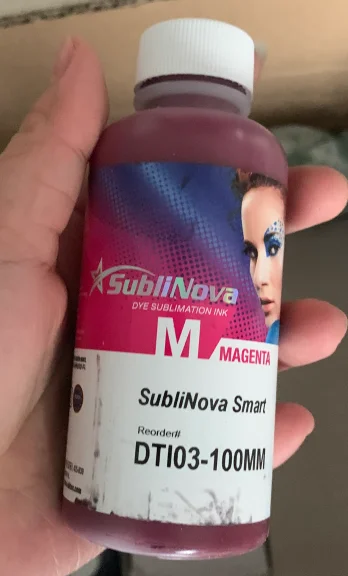 SubliNova
DYE SUBLIMATION INK
M
MAGENTA
SubliNova Smart
Reorder#
DTI03-100MM